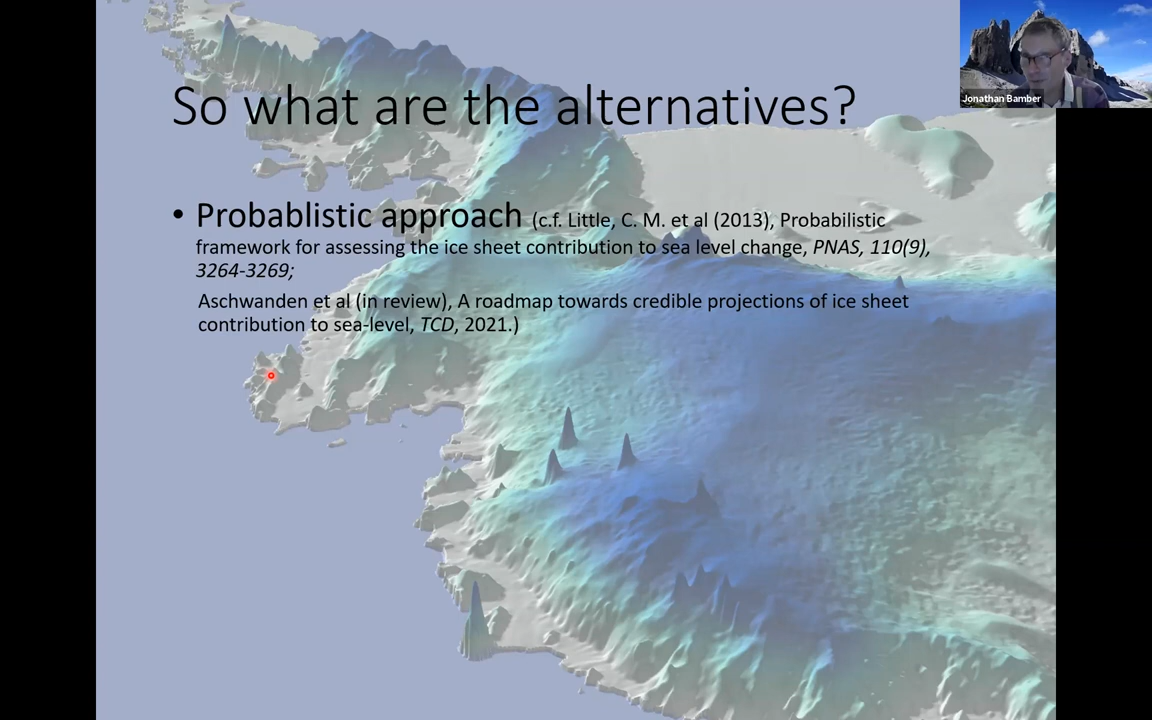 Jonathan Bamber
So what are the alternatives?
• Probablistic approach (c.f. Little, C. M. et al (2013), Probabilistic
framework for assessing the ice sheet contribution to sea level change, PNAS, 110(9),
3264-3269;
Aschwanden et al (in review), A roadmap towards credible projections of ice sheet
contribution to sea-level, TCD, 2021.)